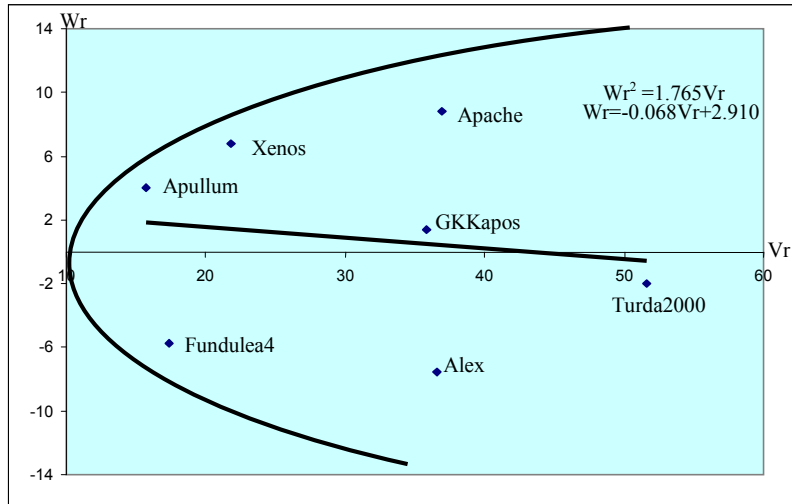 Wr
14
10
6
2
-2
-6
-10
-14
Wr² =1.765Vr
Wr=-0.068Vr+2.910
Apache
Xenos
Apullum
GKKapos
Vr
10 20 30 40 50 60
Turda2000
Fundulea4
Alex